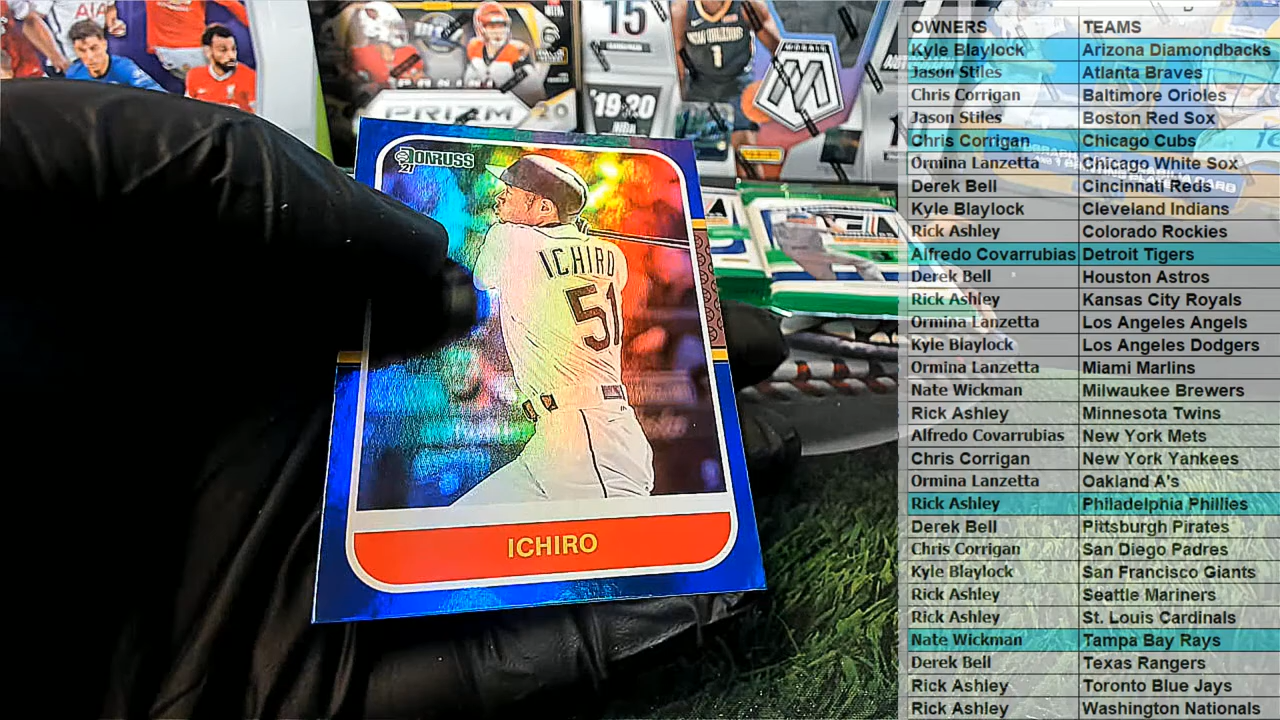 AIA
15
NEW ORLEANS
1
MOSAIC
PANINI
PRIZM
20
19-20
NBA
DONRUSS
21
ICHIRO
51
ICHIRO
OWNERS TEAMS
Kyle Blaylock Arizona Diamondbacks
Jason Stiles Atlanta Braves
Chris Corrigan Baltimore Orioles
Jason Stiles Boston Red Sox
Chris Corrigan Chicago Cubs
Ormina Lanzetta Chicago White Sox
Derek Bell Cincinnati Reds
Kyle Blaylock Cleveland Indians
Rick Ashley Colorado Rockies
Alfredo Covarrubias Detroit Tigers
Derek Bell Houston Astros
Rick Ashley Kansas City Royals
Ormina Lanzetta Los Angeles Angels
Kyle Blaylock Los Angeles Dodgers
Ormina Lanzetta Miami Marlins
Nate Wickman Milwaukee Brewers
Rick Ashley Minnesota Twins
Alfredo Covarrubias New York Mets
Chris Corrigan New York Yankees
Ormina Lanzetta Oakland A's
Rick Ashley Philadelphia Phillies
Derek Bell Pittsburgh Pirates
Chris Corrigan San Diego Padres
Kyle Blaylock San Francisco Giants
Rick Ashley Seattle Mariners
Rick Ashley St. Louis Cardinals
Nate Wickman Tampa Bay Rays
Derek Bell Texas Rangers
Rick Ashley Toronto Blue Jays
Rick Ashley Washington Nationals